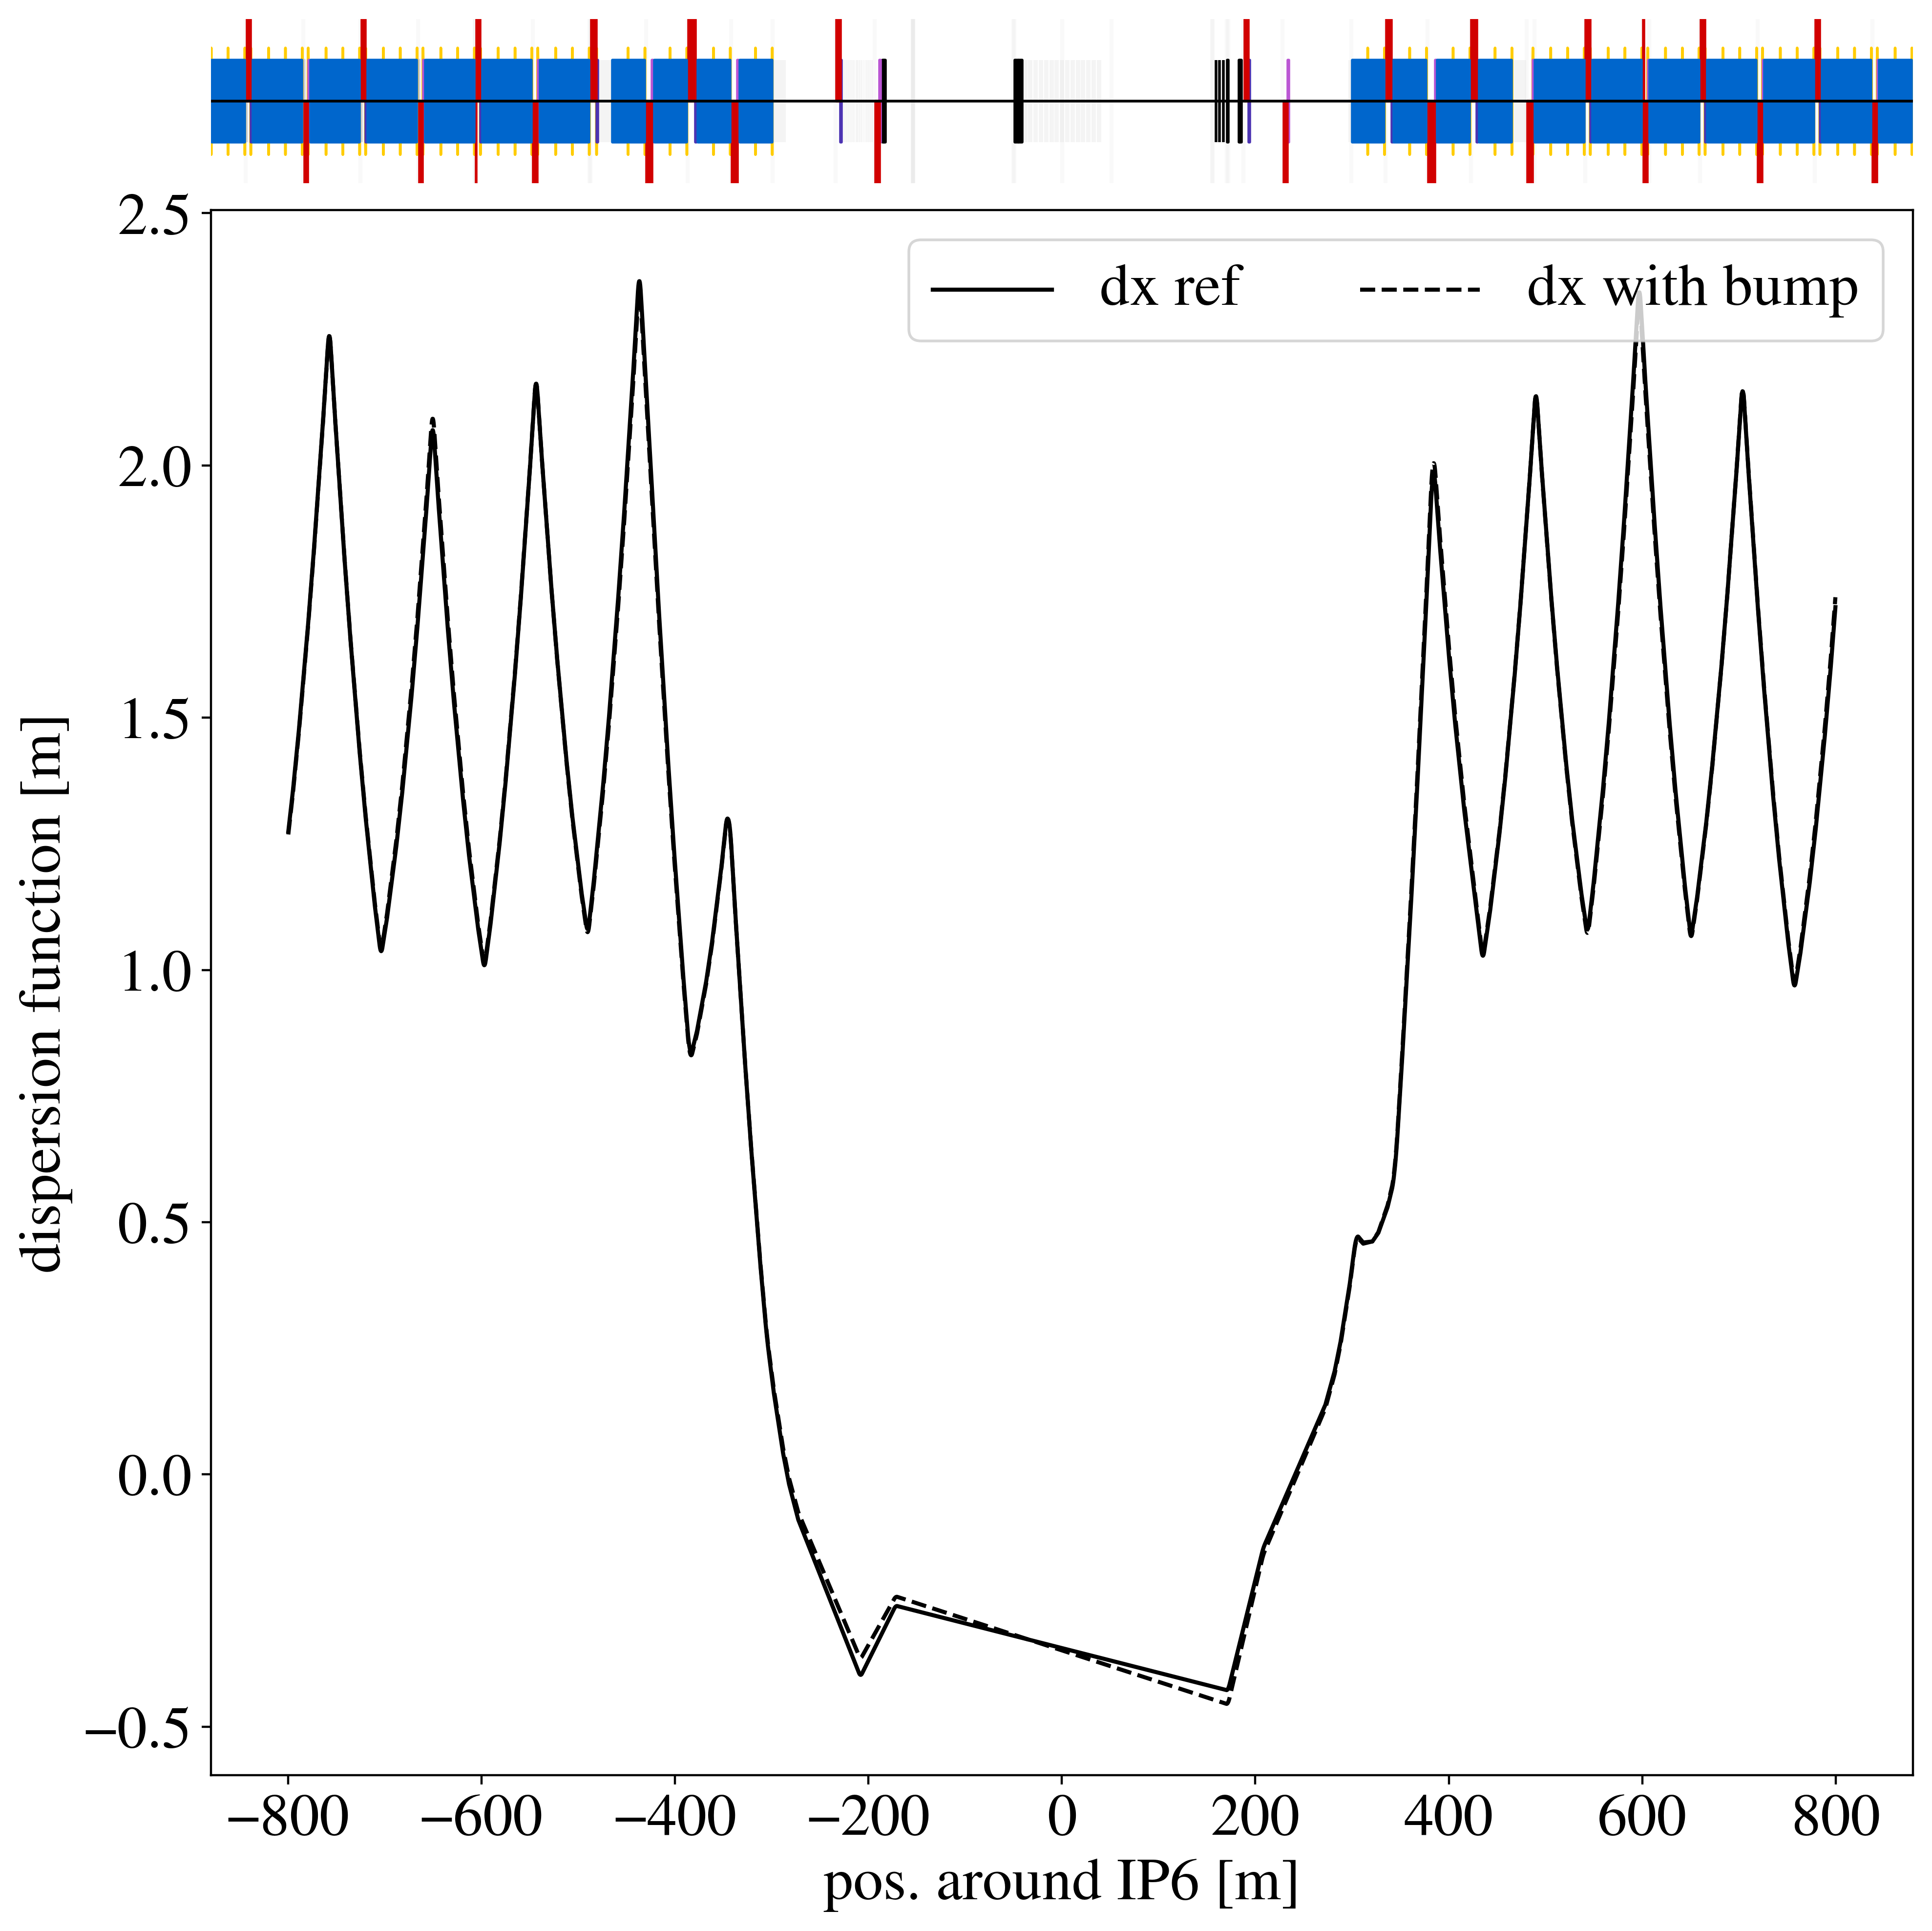 dx ref
dx with bump
2.5
2.0
1.5
1.0
0.5
0.0
−0.5
dispersion function [m]
−800 −600 −400 −200 0 200 400 600 800
pos. around IP6 [m]